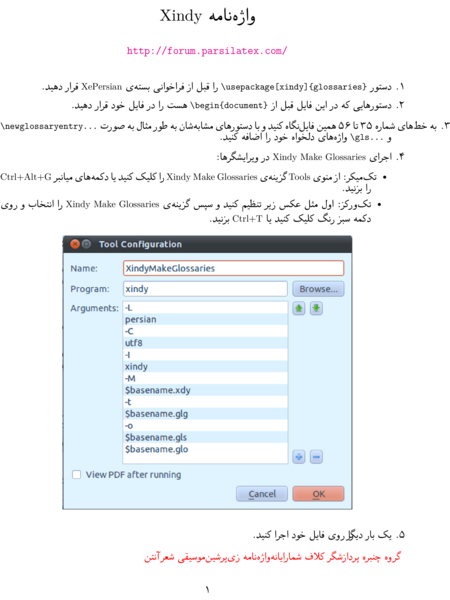 واژه‌نامه Xindy
http://forum.parsilatex.com/
۱. دستور \usepackage[xindy]{glossaries} را قبل از فراخوانی بسته‌ی XePersian قرار دهید.
۲. دستورهایی که در این فایل قبل از \begin{document} هست را در فایل خود قرار دهید.
۳. به خط‌های شماره ۳۵ تا ۵۶ همین فایل‌نگاه کنید و با دستورهای مشابه‌شان به طور مثال به صورت \newglossaryentry...
و \gls... واژه‌های دلخواه خود را اضافه کنید.
۴. اجرای Xindy Make Glossaries در ویرایشگرها:
• تک‌میکر: از منوی Tools گزینه‌ی Xindy Make Glossaries را کلیک کنید یا دکمه‌های میانبر Ctrl+Alt+G
را بزنید.
• تک‌ورکز: اول مثل عکس زیر تنظیم کنید و سپس گزینه‌ی Xindy Make Glossaries را انتخاب و روی
دکمه سبز رنگ کلیک کنید یا Ctrl+T بزنید.
Tool Configuration
Name: XindyMakeGlossaries
Program: xindy Browse...
Arguments: -L
persian
-C
utf8
-I
xindy
-M
$basename.xdy
-t
$basename.glg
-o
$basename.gls
$basename.glo
View PDF after running
Cancel OK
۵. یک بار دیگر روی فایل خود اجرا کنید.
گروه چنبره پردازشگر کلاف شمارایانه‌واژه‌نامه زی‌پرشین‌موسیقی شعرآنتن
۱